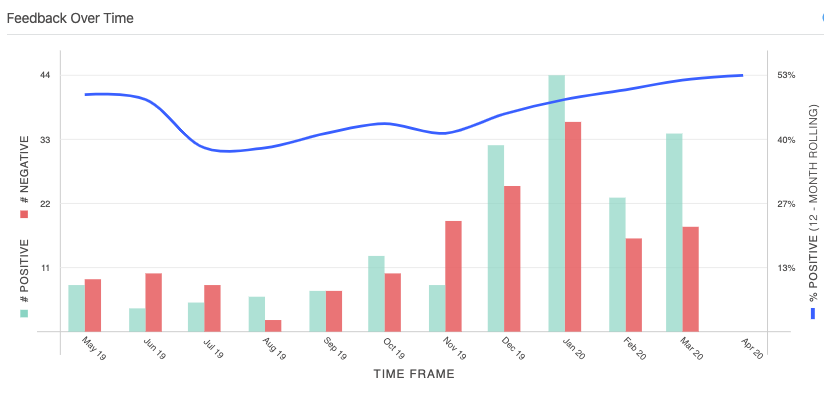 Feedback Over Time
44
33
22
11
# POSITIVE # NEGATIVE
53%
40%
27%
13%
% POSITIVE (12 - MONTH ROLLING)
May 19
Jun 19
Jul 19
Aug 19
Sep 19
Oct 19
Nov 19
Dec 19
Jan 20
Feb 20
Mar 20
Apr 20
TIME FRAME